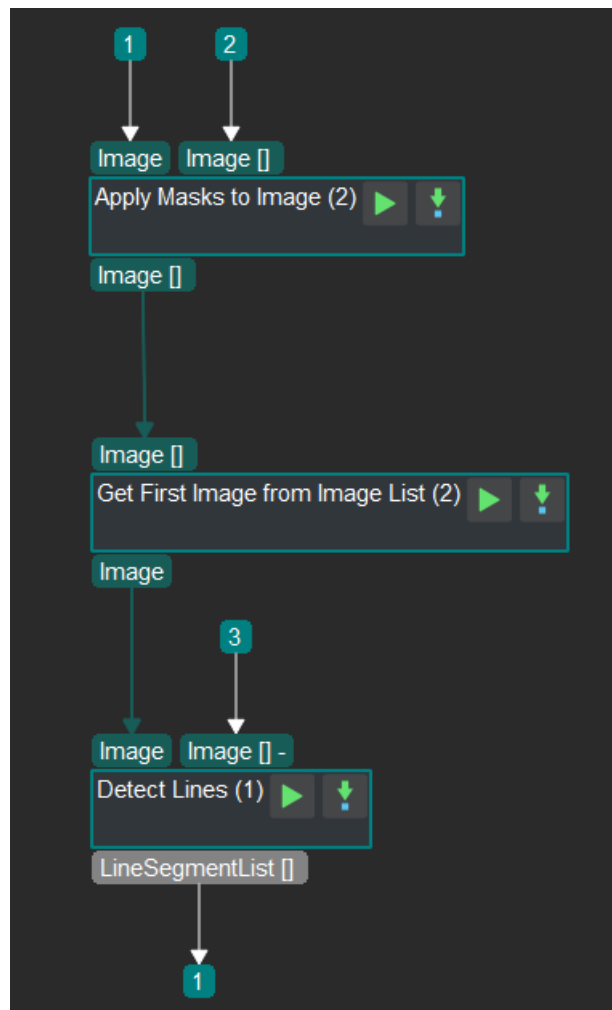 1 2
Image Image []
Apply Masks to Image (2)
Image []
Image []
Get First Image from Image List (2)
Image
3
Image Image [] -
Detect Lines (1)
LineSegmentList []
1